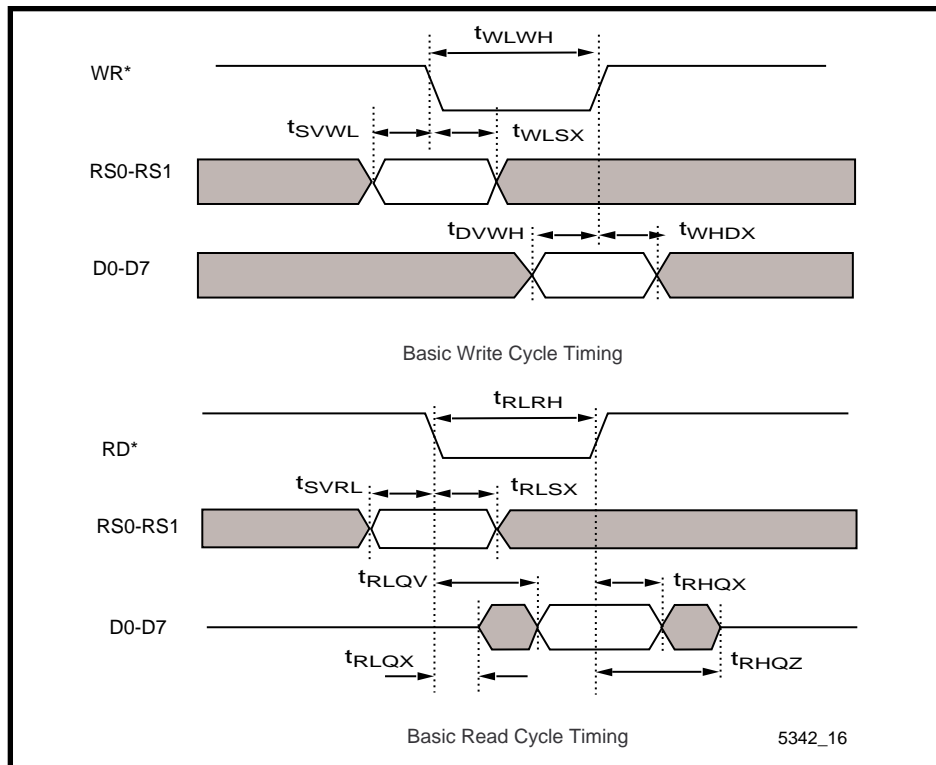 tWLWH
WR*
tSVWL
tWLSX
RS0-RS1
tDVWH
tWHDX
D0-D7
Basic Write Cycle Timing
tRLRH
RD*
tSVRL
tRLSX
RS0-RS1
tRLQV
tRHQX
D0-D7
tRLQX
tRHQZ
Basic Read Cycle Timing
5342_16